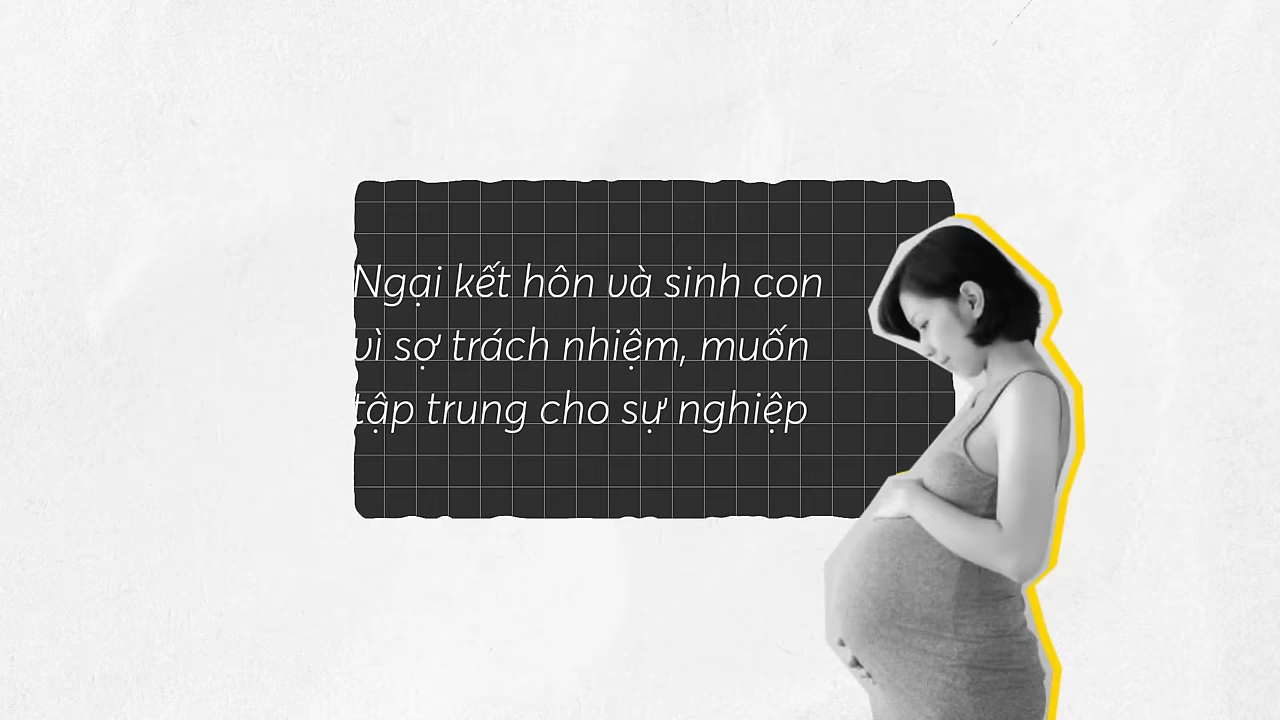 Ngại kết hôn và sinh con
vì sợ trách nhiệm, muốn
tập trung cho sự nghiệp